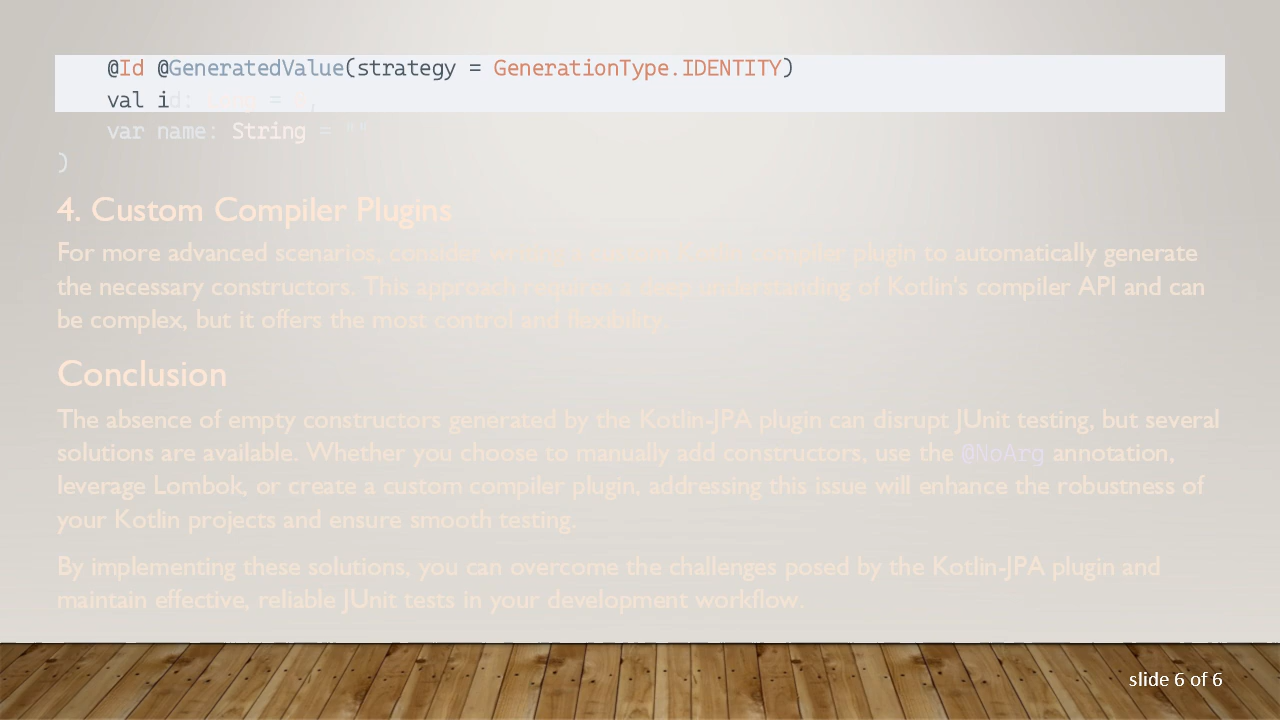 @Id @GeneratedValue(strategy = GenerationType.IDENTITY)
val id: Long = 0,
var name: String = ""
)
4. Custom Compiler Plugins
For more advanced scenarios, consider writing a custom Kotlin compiler plugin to automatically generate
the necessary constructors. This approach requires a deep understanding of Kotlin's compiler API and can
be complex, but it offers the most control and flexibility.
Conclusion
The absence of empty constructors generated by the Kotlin-JPA plugin can disrupt JUnit testing, but several
solutions are available. Whether you choose to manually add constructors, use the @NoArg annotation,
leverage Lombok, or create a custom compiler plugin, addressing this issue will enhance the robustness of
your Kotlin projects and ensure smooth testing.
By implementing these solutions, you can overcome the challenges posed by the Kotlin-JPA plugin and
maintain effective, reliable JUnit tests in your development workflow.
slide 6 of 6